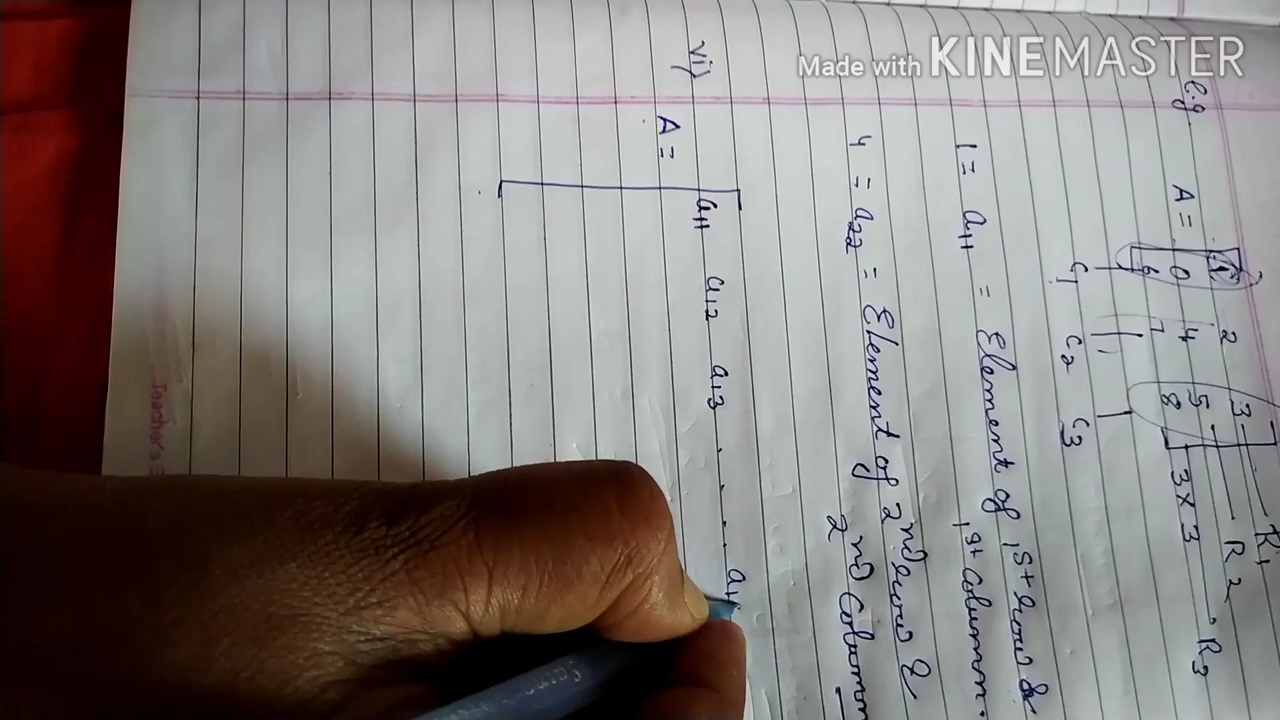 Made with KINEMASTER
e.g. A = [1 2 3
0 4 5
6 7 8] 3×3
R1
R2
R3
C1 C2 C3
1 = a11 = Element of 1st row &
1st column.
4 = a22 = Element of 2nd row &
2nd Column
vi)
A = [a11 a12 a13 . . . . a1
Teacher's S